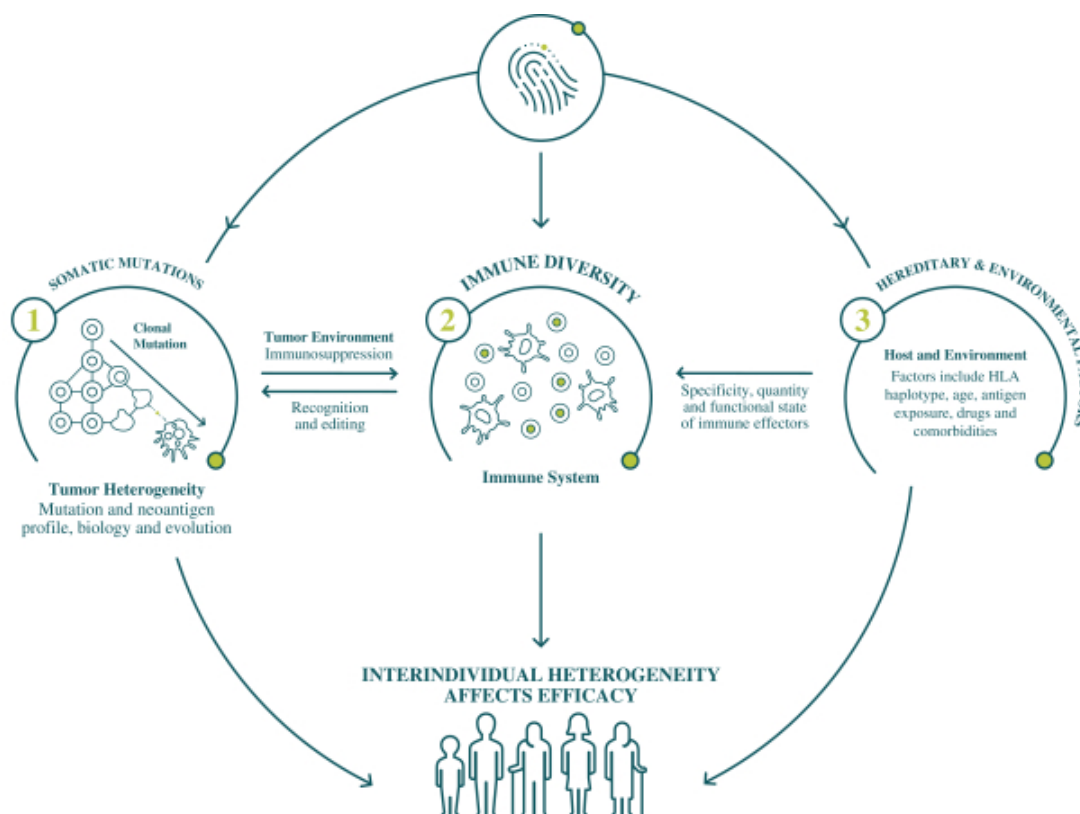 SOMATIC MUTATIONS
1
Clonal
Mutation
Tumor Heterogeneity
Mutation and neoantigen
profile, biology and evolution
Tumor Environment
Immunosuppression
Recognition
and editing
IMMUNE DIVERSITY
2
Immune System
Specificity, quantity
and functional state
of immune effectors
HEREDITARY & ENVIRONMENTAL FACTORS
3
Host and Environment
Factors include HLA
haplotype, age, antigen
exposure, drugs and
comorbidities
INTERINDIVIDUAL HETEROGENEITY
AFFECTS EFFICACY